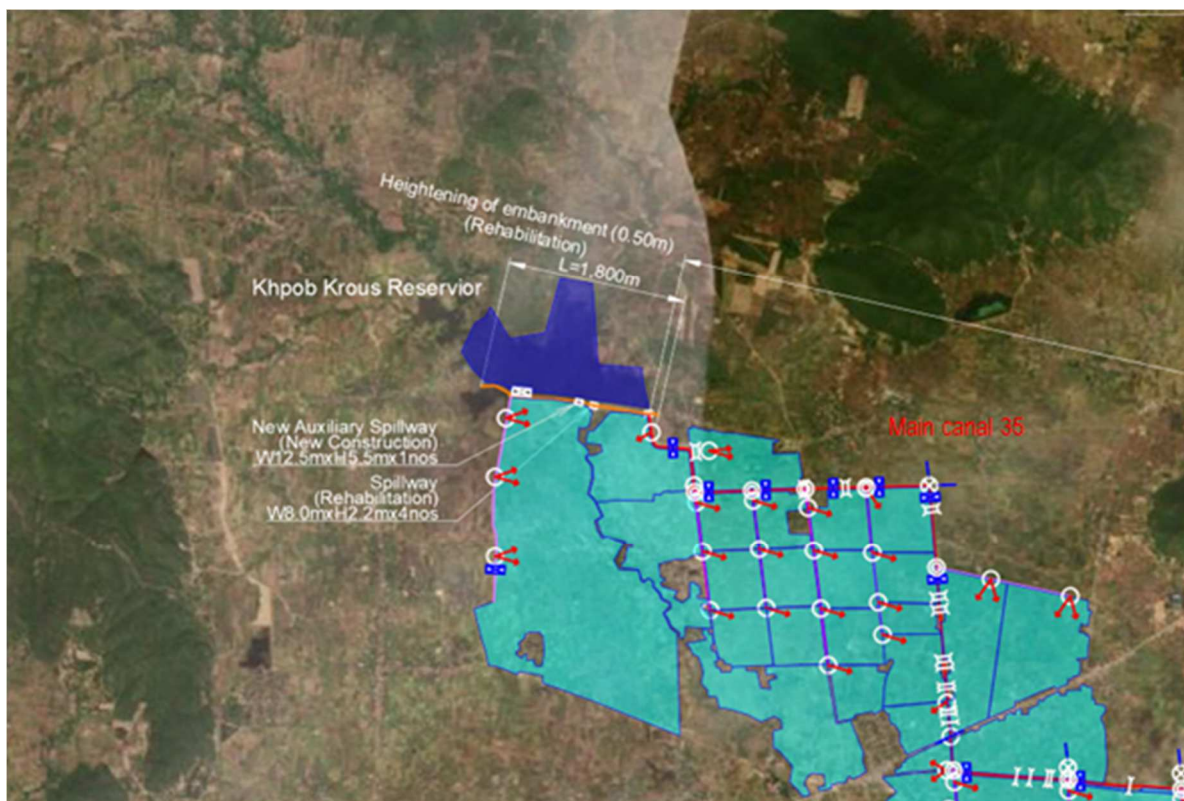 Heightening of embankment (0.50m)
(Rehabilitation)
L=1.800m
Khpob Krous Reservior
New Auxiliary Spillway
(New Construction)
W12.5mxH5.5mx1nos
Spillway
(Rehabilitation)
W8.0mxH2.2mx4nos
Main canal 35